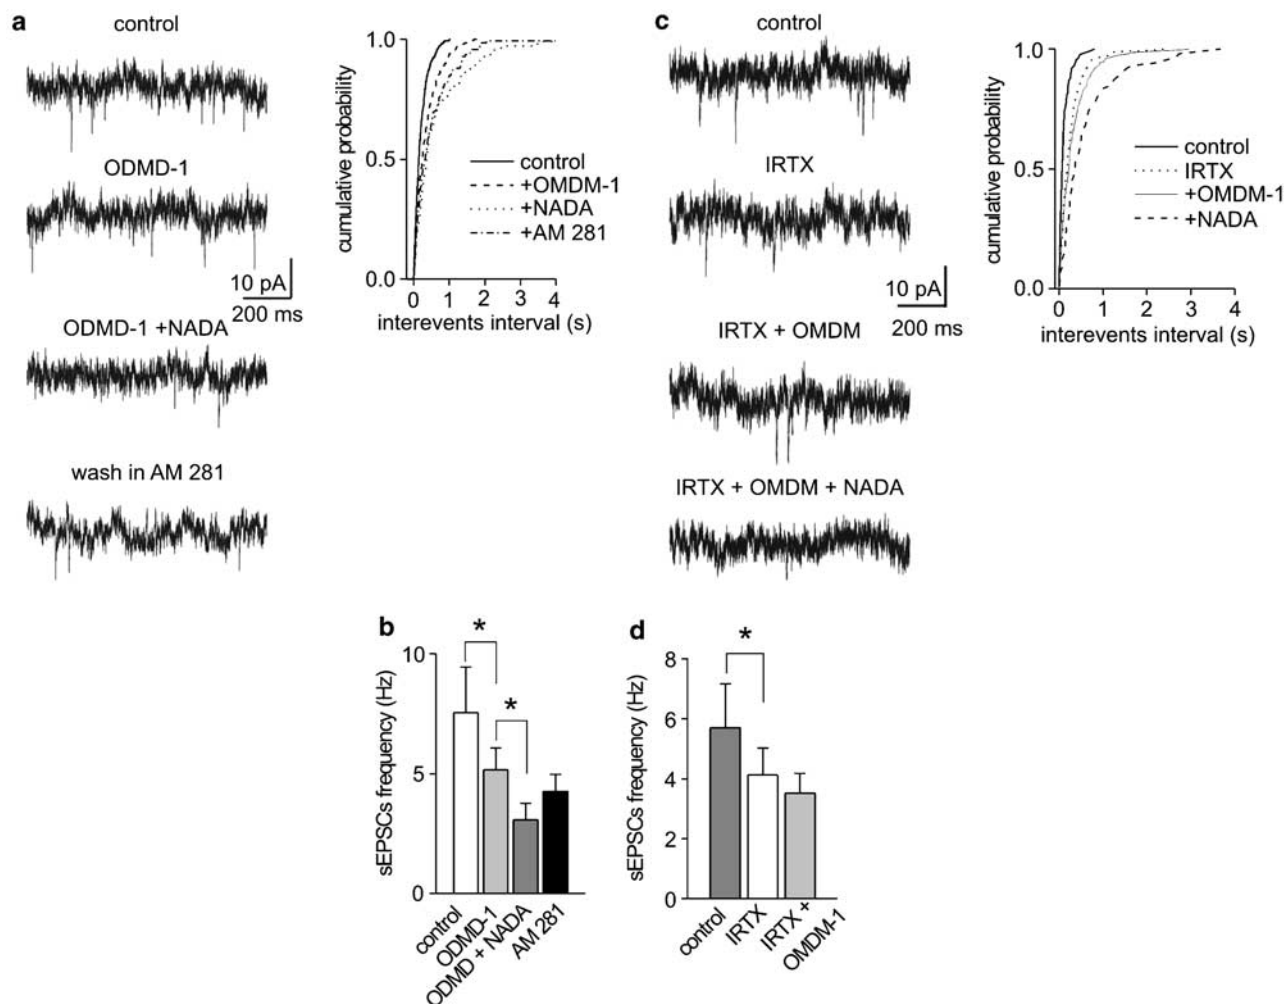 a
control
ODMD-1
10 pA
200 ms
ODMD-1 +NADA
wash in AM 281
cumulative probability
1.0
0.5
0.0
control
+OMDM-1
+NADA
+AM 281
0 1 2 3 4
interevents interval (s)
c
control
IRTX
10 pA
200 ms
IRTX + OMDM
IRTX + OMDM + NADA
cumulative probability
1.0
0.5
0.0
control
IRTX
+OMDM-1
+NADA
0 1 2 3 4
interevents interval (s)
b
sEPSCs frequency (Hz)
10
5
0
*
*
control
ODMD-1
ODMD + NADA
AM 281
d
sEPSCs frequency (Hz)
8
6
4
2
0
*
control
IRTX
IRTX +
OMDM-1